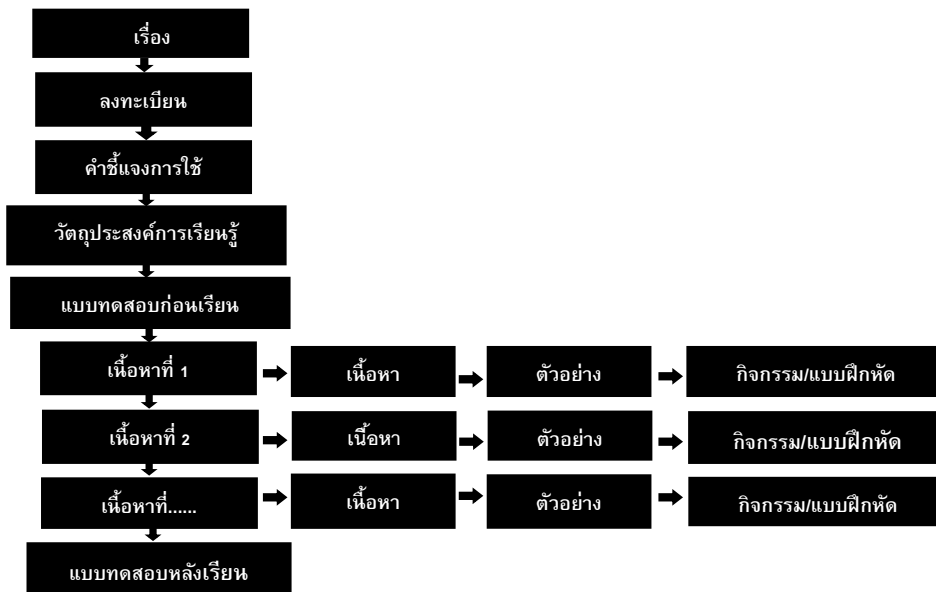 เรื่อง
ลงทะเบียน
คำชี้แจงการใช้
วัตถุประสงค์การเรียนรู้
แบบทดสอบก่อนเรียน
เนื้อหาที่ 1
เนื้อหา
ตัวอย่าง
กิจกรรม/แบบฝึกหัด
เนื้อหาที่ 2
เนื้อหา
ตัวอย่าง
กิจกรรม/แบบฝึกหัด
เนื้อหาที่......
เนื้อหา
ตัวอย่าง
กิจกรรม/แบบฝึกหัด
แบบทดสอบหลังเรียน